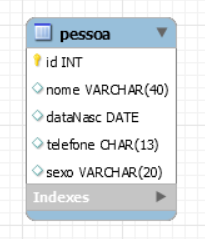 pessoa
id INT
nome VARCHAR(40)
dataNasc DATE
telefone CHAR(13)
sexo VARCHAR(20)
Indexes